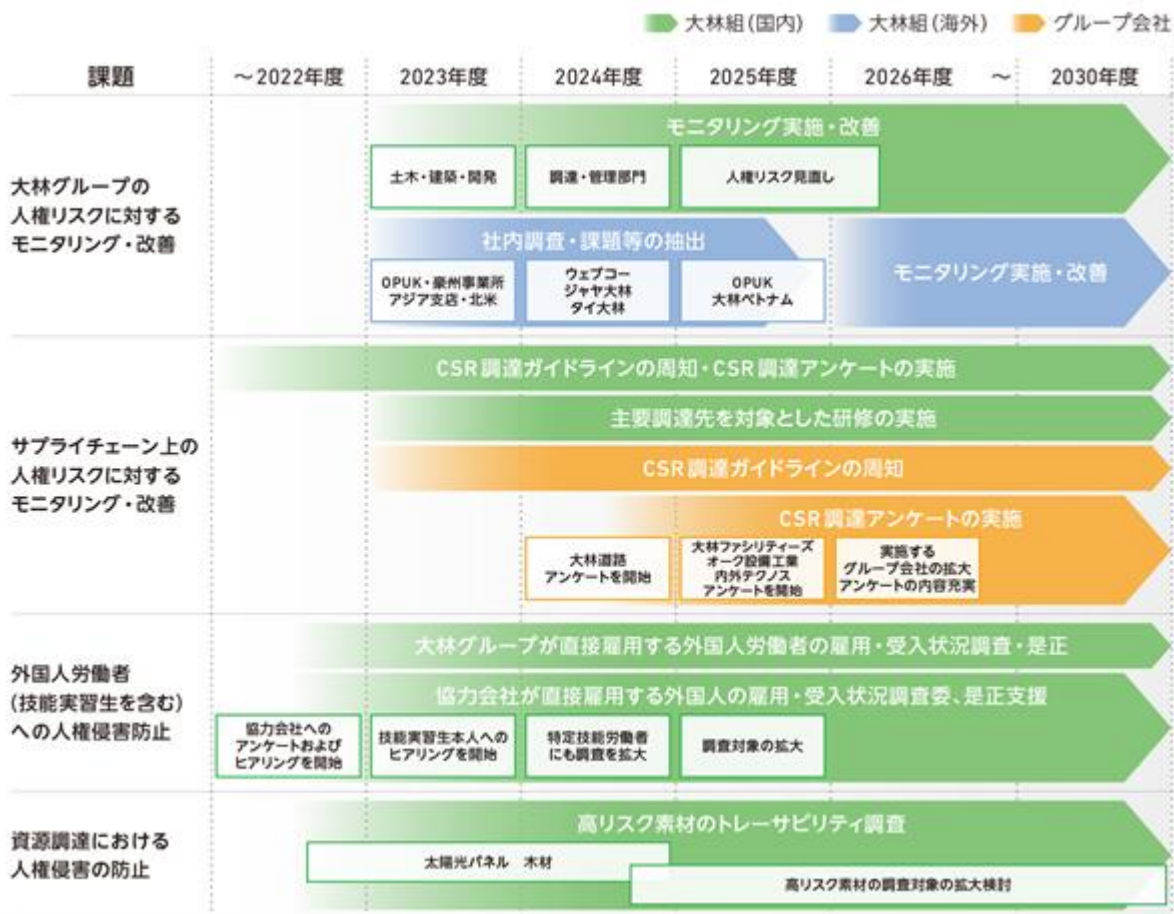 大林組(国内)
大林組(海外)
グループ会社
課題
～2022年度
2023年度
2024年度
2025年度
2026年度 ～ 2030年度
大林グループの
人権リスクに対する
モニタリング・改善
モニタリング実施・改善
土木・建築・開発
調達・管理部門
人権リスク見直し
社内調査・課題等の抽出
OPUK・豪州事業所
アジア支店・北米
ウェブコー
ジャヤ大林
タイ大林
OPUK
大林ベトナム
モニタリング実施・改善
サプライチェーン上の
人権リスクに対する
モニタリング・改善
CSR調達ガイドラインの周知・CSR調達アンケートの実施
主要調達先を対象とした研修の実施
CSR調達ガイドラインの周知
CSR調達アンケートの実施
大林道路
アンケートを開始
大林ファシリティーズ
オーク設備工業
内外テクノス
アンケートを開始
実施する
グループ会社の拡大
アンケートの内容充実
外国人労働者
(技能実習生を含む)
への人権侵害防止
大林グループが直接雇用する外国人労働者の雇用・受入状況調査・是正
協力会社が直接雇用する外国人の雇用・受入状況調査委、是正支援
協力会社への
アンケートおよび
ヒアリングを開始
技能実習生本人への
ヒアリングを開始
特定技能労働者
にも調査を拡大
調査対象の拡大
資源調達における
人権侵害の防止
高リスク素材のトレーサビリティ調査
太陽光パネル 木材
高リスク素材の調査対象の拡大検討